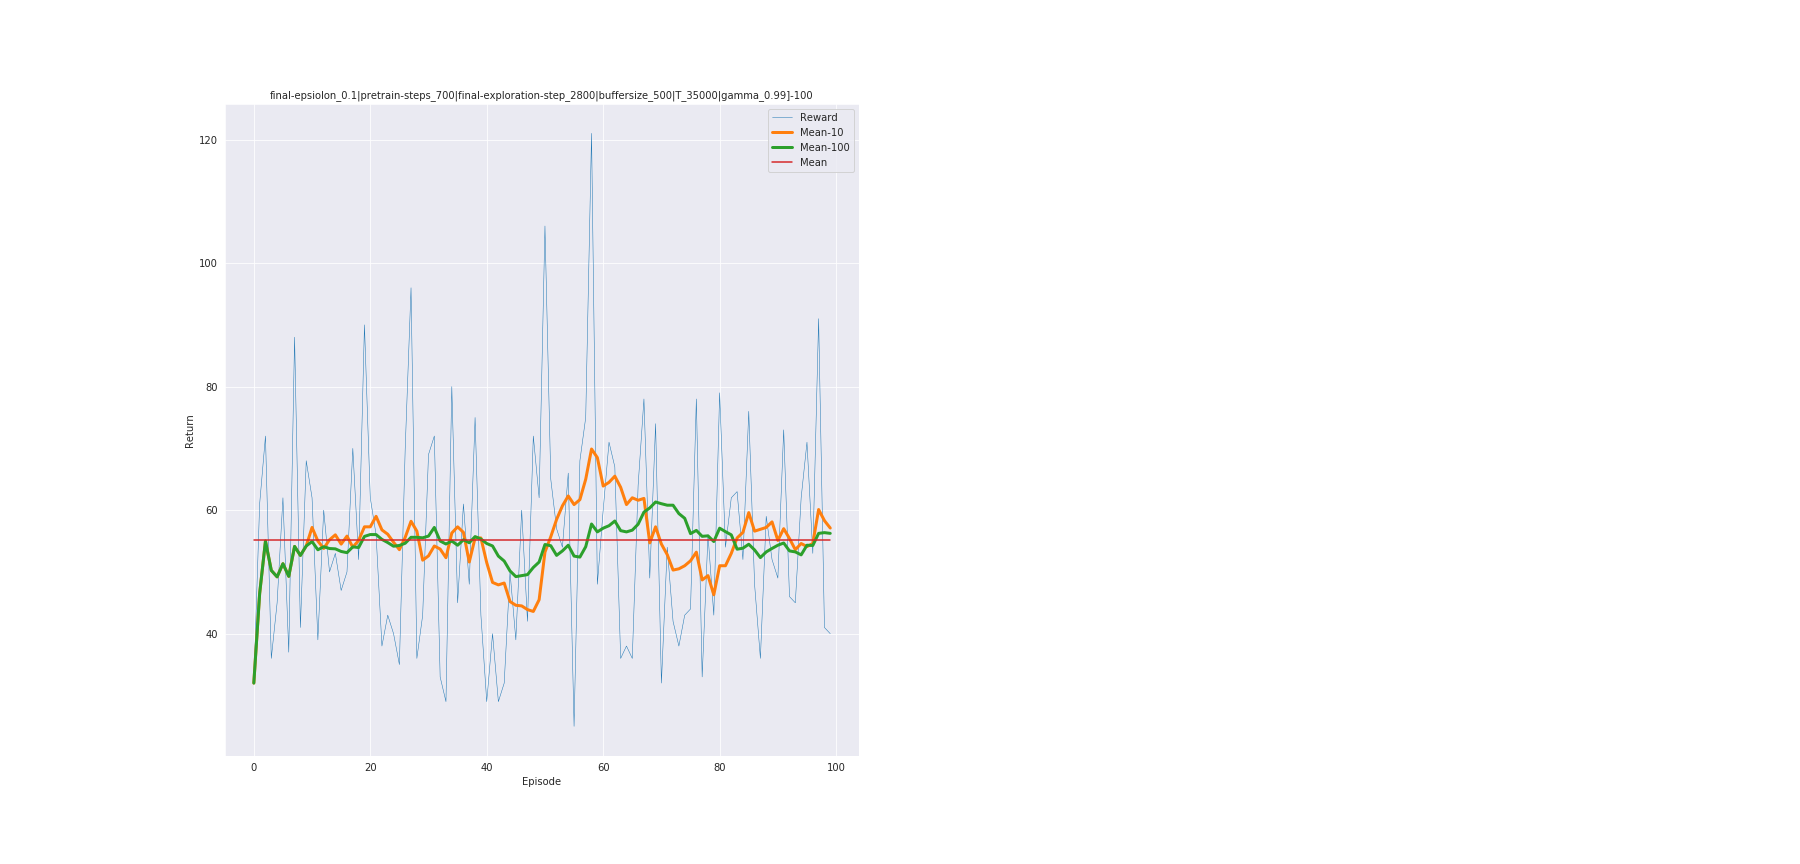 final-epsiolon_0.1|pretrain-steps_700|final-exploration-step_2800|buffersize_500|T_35000|gamma_0.99]-100
Reward
Mean-10
Mean-100
Mean
120
100
80
60
40
Return
0 20 40 60 80 100
Episode